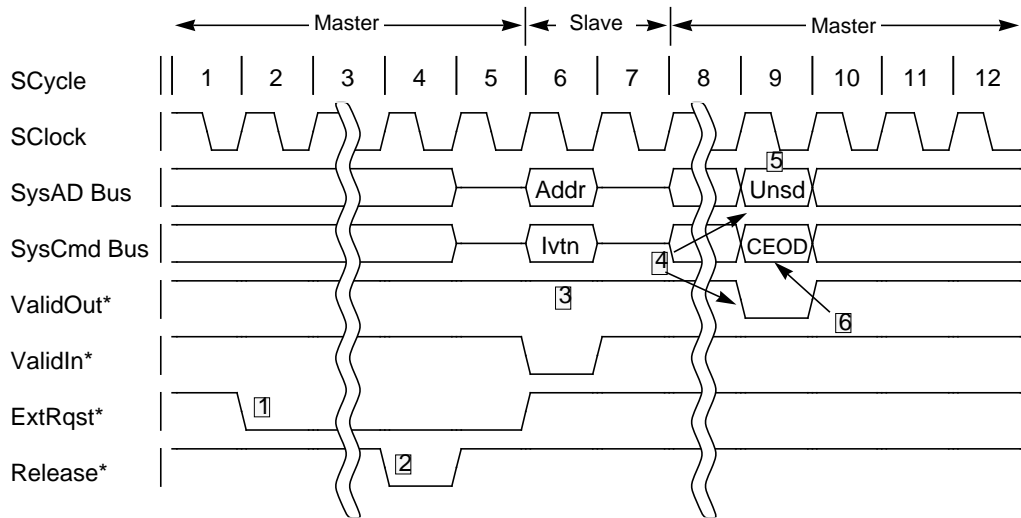 Master Slave Master
SCycle 1 2 3 4 5 6 7 8 9 10 11 12
SClock
5
SysAD Bus Addr Unsd
SysCmd Bus Ivtn CEOD
4
ValidOut* 3
6
ValidIn*
ExtRqst* 1
Release* 2